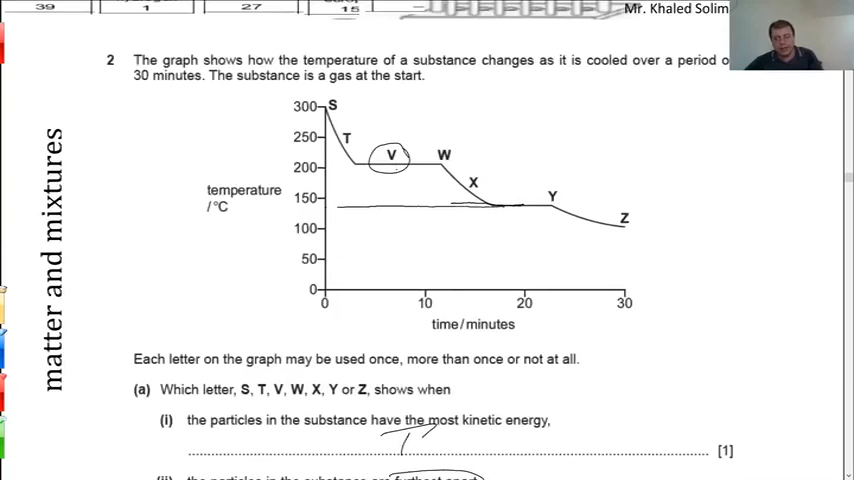 39 1 27 15
Mr. Khaled Solim
2 The graph shows how the temperature of a substance changes as it is cooled over a period o
30 minutes. The substance is a gas at the start.
matter and mixtures
300 S
250 T
V W
200
X
temperature 150 Y
/°C
100 Z
50
0
0 10 20 30
time/minutes
Each letter on the graph may be used once, more than once or not at all.
(a) Which letter, S, T, V, W, X, Y or Z, shows when
(i) the particles in the substance have the most kinetic energy,
[1]